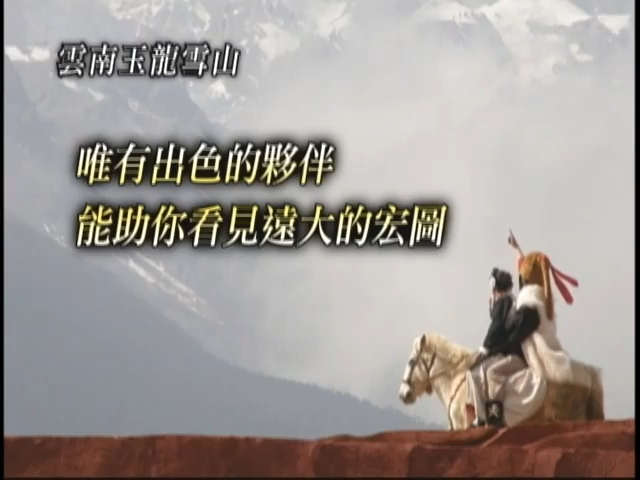 雲南玉龍雪山
唯有出色的夥伴
能助你看見遠大的宏圖